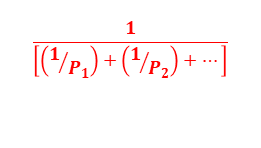 1
[(1/P₁) + (1/P₂) + ⋯]